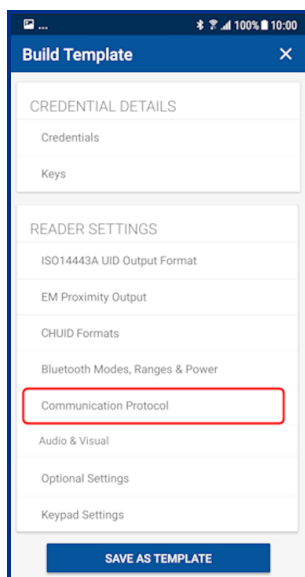 ... 100% 10:00
Build Template
CREDENTIAL DETAILS
Credentials
Keys
READER SETTINGS
ISO14443A UID Output Format
EM Proximity Output
CHUID Formats
Bluetooth Modes, Ranges & Power
Communication Protocol
Audio & Visual
Optional Settings
Keypad Settings
SAVE AS TEMPLATE